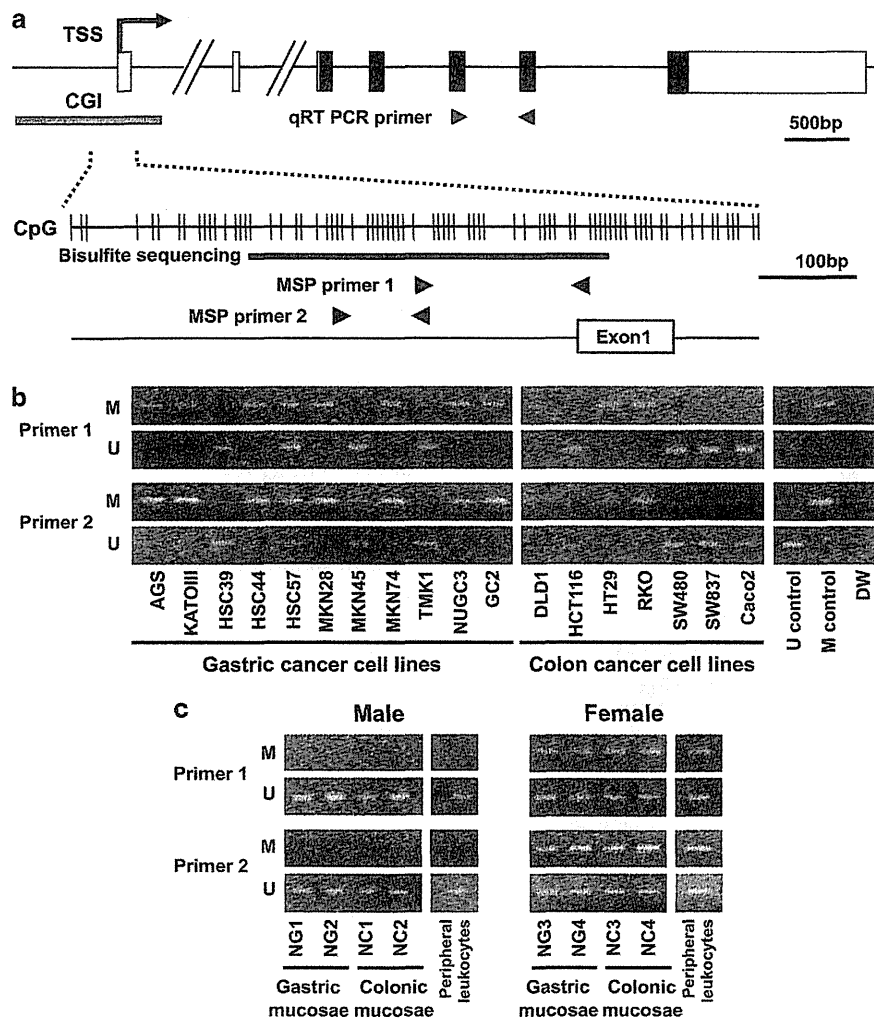 a
TSS
CGI
qRT PCR primer
500bp
CpG
Bisulfite sequencing
100bp
MSP primer 1
MSP primer 2
Exon1
b
Primer 1
M
U
Primer 2
M
U
AGS
KATOIII
HSC39
HSC44
HSC57
MKN28
MKN45
MKN74
TMK1
NUGC3
GC2
DLD1
HCT116
HT29
RKO
SW480
SW837
Caco2
U control
M control
DW
Gastric cancer cell lines
Colon cancer cell lines
c
Male
Female
Primer 1
M
U
Primer 2
M
U
NG1
NG2
NC1
NC2
Peripheral
leukocytes
NG3
NG4
NC3
NC4
Peripheral
leukocytes
Gastric
mucosae
Colonic
mucosae
Gastric
mucosae
Colonic
mucosae